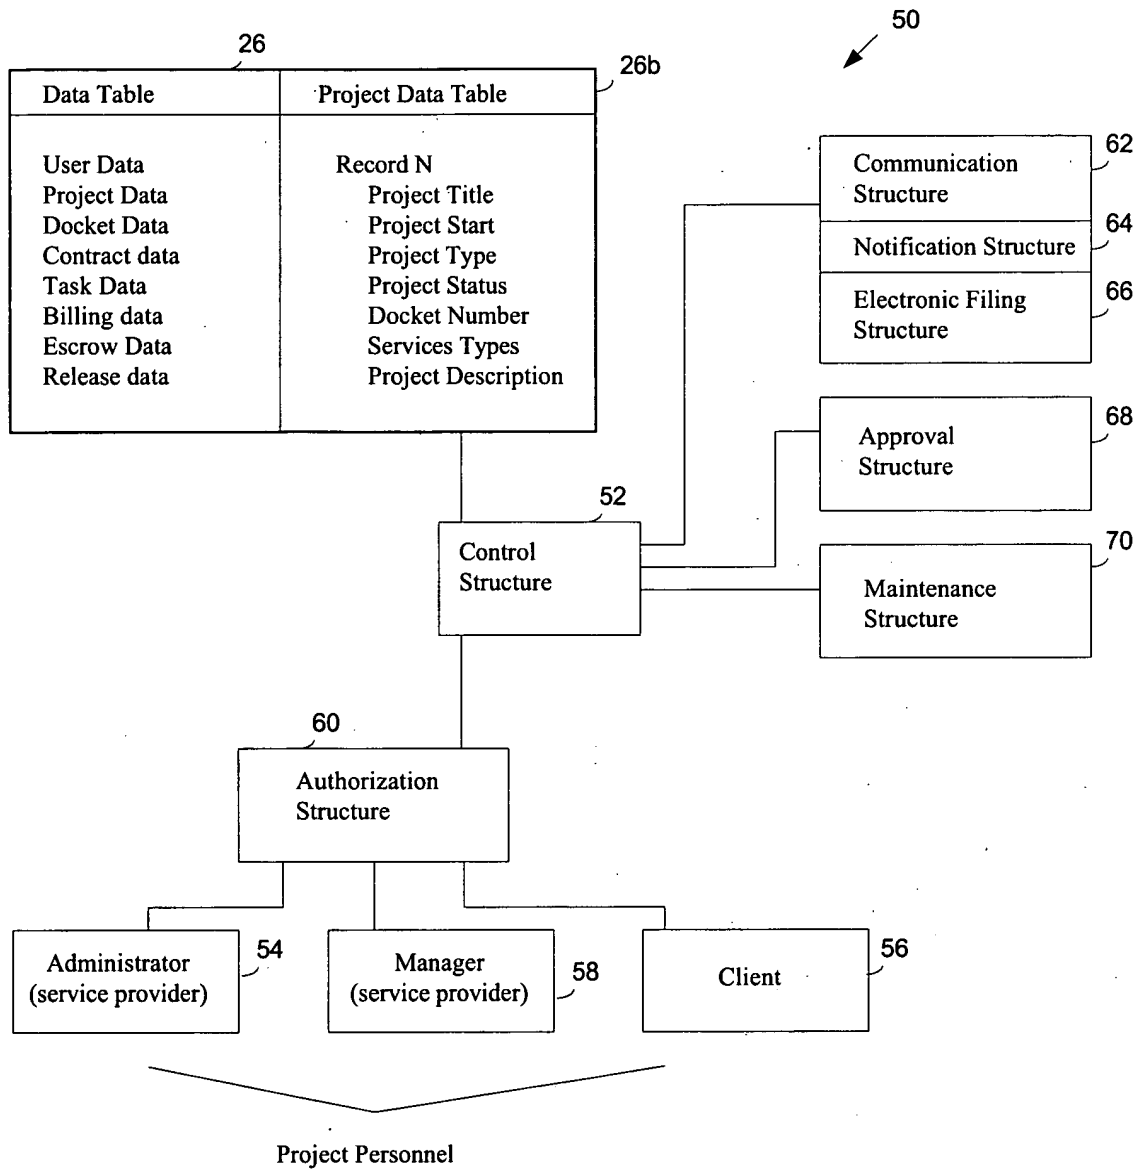 50
26
26b
Data Table
Project Data Table
User Data
Project Data
Docket Data
Contract data
Task Data
Billing data
Escrow Data
Release data
Record N
Project Title
Project Start
Project Type
Project Status
Docket Number
Services Types
Project Description
62
Communication
Structure
64
Notification Structure
66
Electronic Filing
Structure
68
Approval
Structure
52
Control
Structure
70
Maintenance
Structure
60
Authorization
Structure
Administrator
(service provider)
54
Manager
(service provider)
58
Client
56
Project Personnel